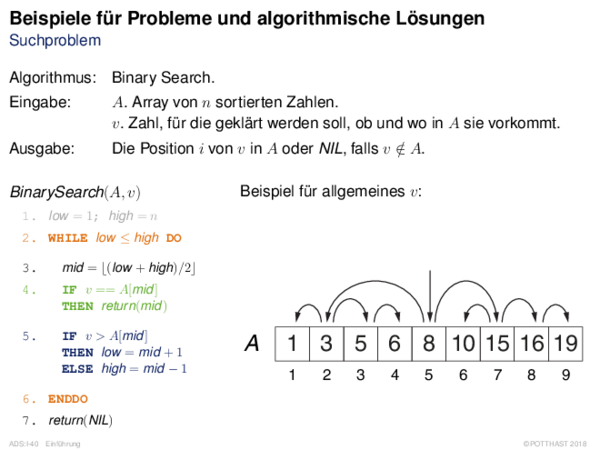 Beispiele für Probleme und algorithmische Lösungen
Suchproblem
Algorithmus: Binary Search.
Eingabe: A. Array von n sortierten Zahlen.
v. Zahl, für die geklärt werden soll, ob und wo in A sie vorkommt.
Ausgabe: Die Position i von v in A oder NIL, falls v ∉ A.
BinarySearch(A, v)
1. low = 1; high = n
2. WHILE low ≤ high DO
3. mid = ⌊(low + high)/2⌋
4. IF v == A[mid]
THEN return(mid)
5. IF v > A[mid]
THEN low = mid + 1
ELSE high = mid − 1
6. ENDDO
7. return(NIL)
Beispiel für allgemeines v:
A 1 3 5 6 8 10 15 16 19
1 2 3 4 5 6 7 8 9
ADS:I-40 Einführung © POTTHAST 2018